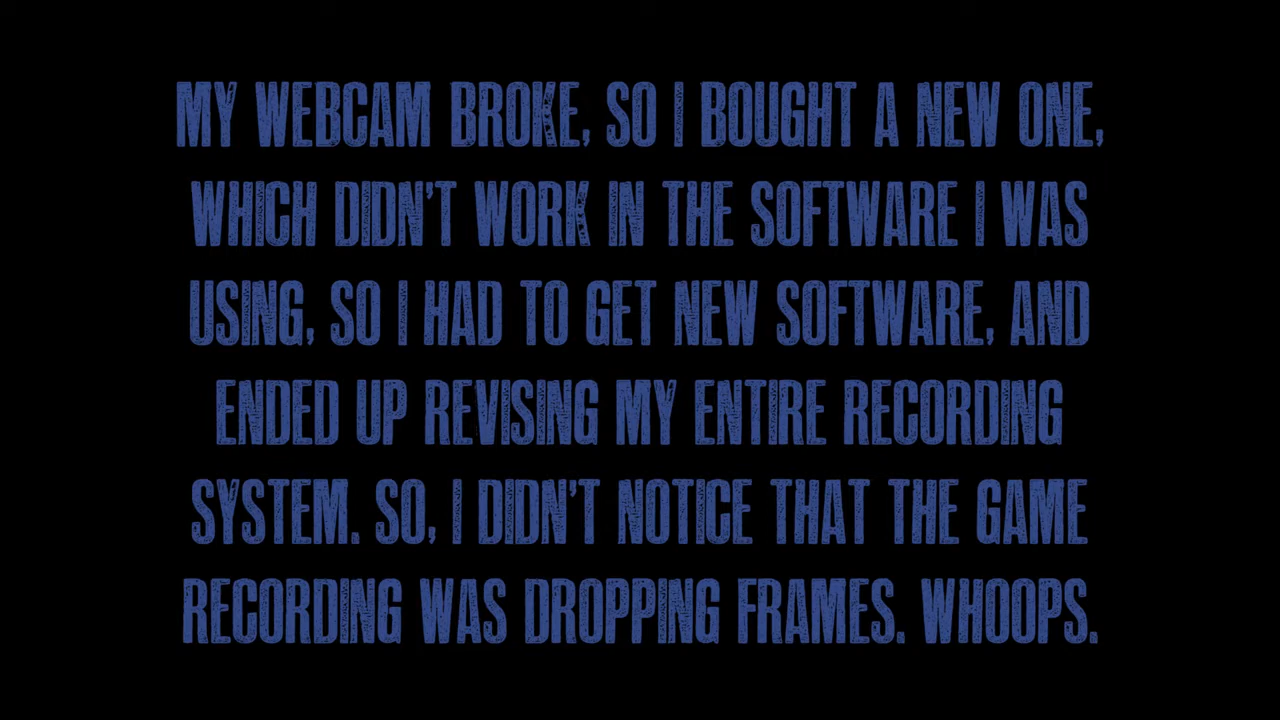 MY WEBCAM BROKE, SO I BOUGHT A NEW ONE,
WHICH DIDN'T WORK IN THE SOFTWARE I WAS
USING, SO I HAD TO GET NEW SOFTWARE, AND
ENDED UP REVISING MY ENTIRE RECORDING
SYSTEM. SO, I DIDN'T NOTICE THAT THE GAME
RECORDING WAS DROPPING FRAMES. WHOOPS.